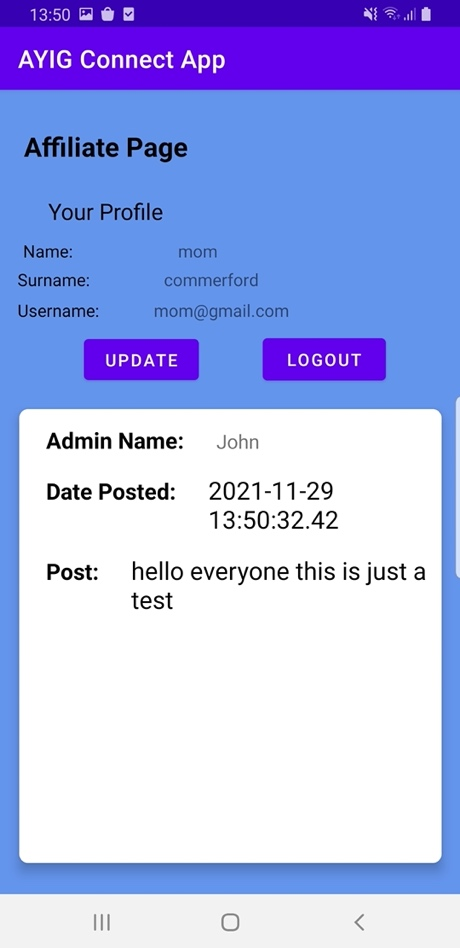 13:50
AYIG Connect App
Affiliate Page
Your Profile
Name: mom
Surname: commerford
Username: mom@gmail.com
UPDATE LOGOUT
Admin Name: John
Date Posted: 2021-11-29
13:50:32.42
Post: hello everyone this is just a
test